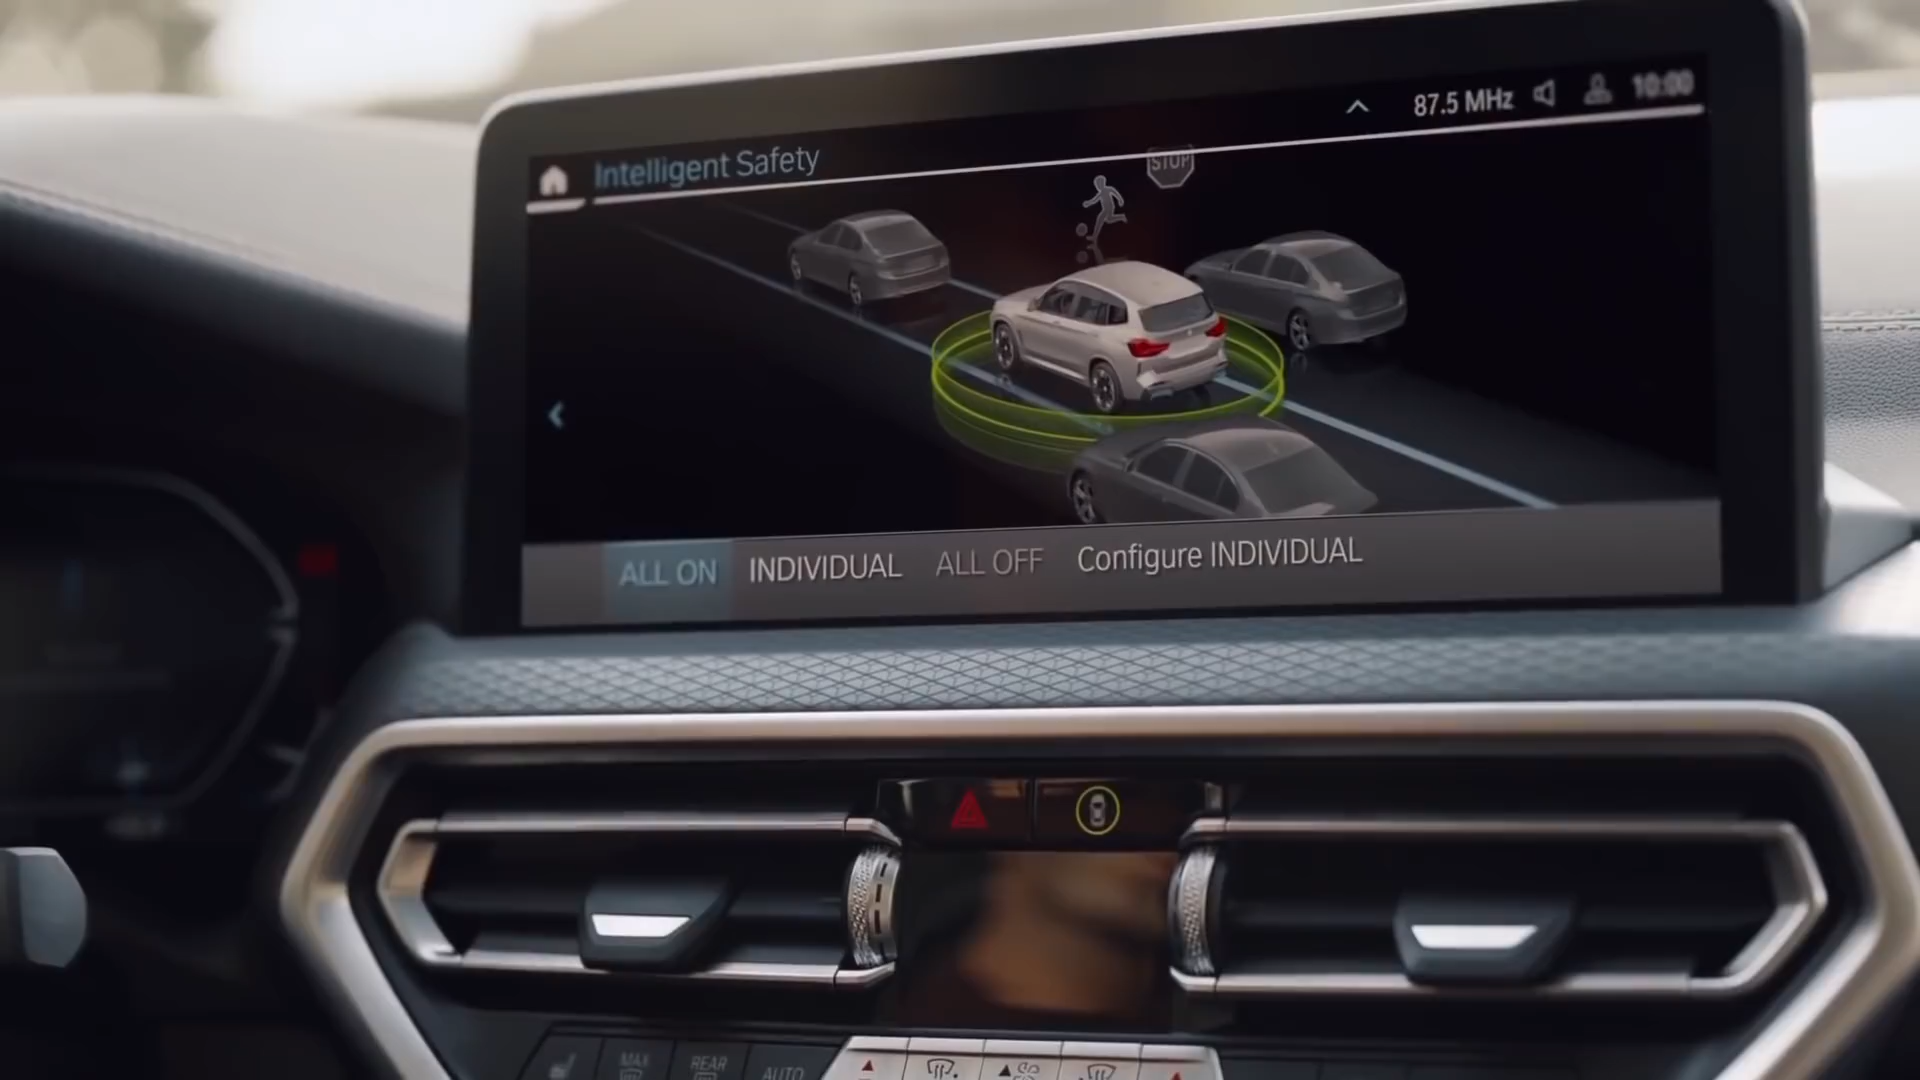 87.5 MHz 10:00
Intelligent Safety
STOP
ALL ON INDIVIDUAL ALL OFF Configure INDIVIDUAL
MAX REAR AUTO